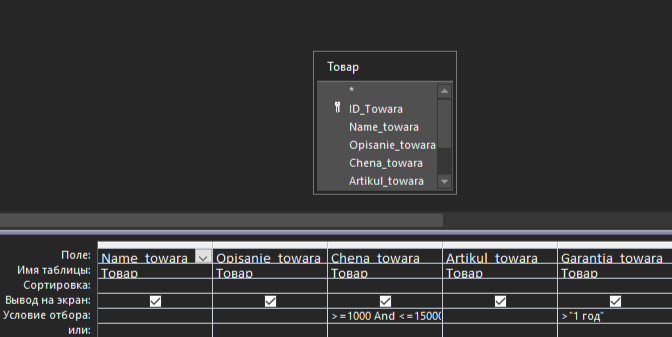 Товар
*
ID_Towara
Name_towara
Opisanie_towara
Chena_towara
Artikul_towara
Поле: Name_towara Opisanie_towara Chena_towara Artikul_towara Garantia_towara
Имя таблицы: Товар Товар Товар Товар Товар
Сортировка:
Вывод на экран:
Условие отбора: >=1000 And <=15000 >"1 год"
или: